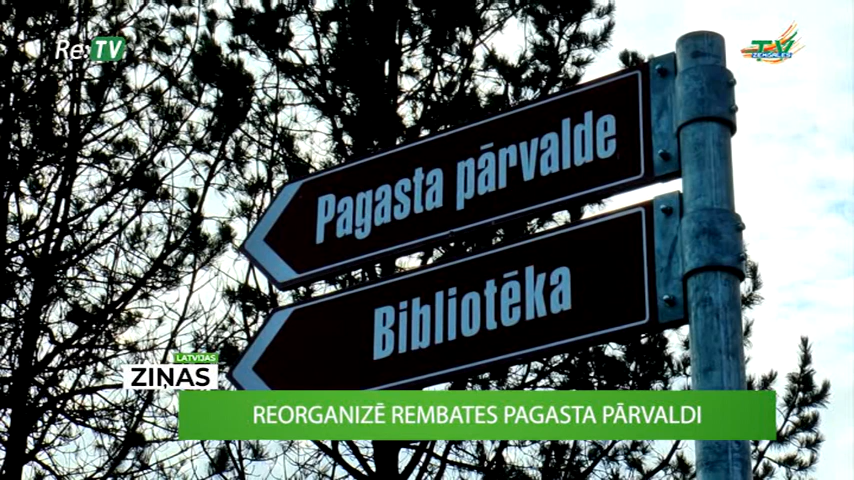 Re:TV
TV
Pagasta pārvalde
Bibliotēka
LATVIJAS
ZIŅAS
REORGANIZĒ REMBATES PAGASTA PĀRVALDI